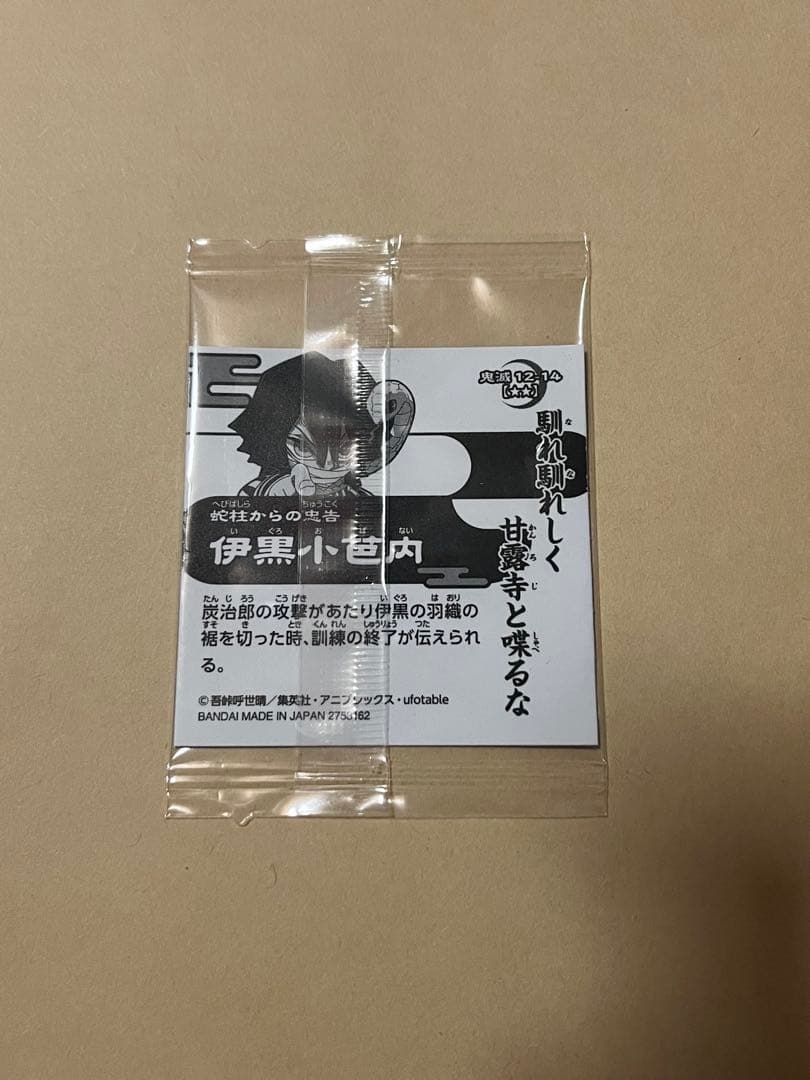 鬼滅 12-14
[★★]
馴れ馴れしく
甘露寺と喋るな
蛇柱からの忠告
伊黒小芭内
炭治郎の攻撃があたり伊黒の羽織の
裾を切った時、訓練の終了が伝えられ
る。
©吾峠呼世晴／集英社・アニプレックス・ufotable
BANDAI MADE IN JAPAN 2753162